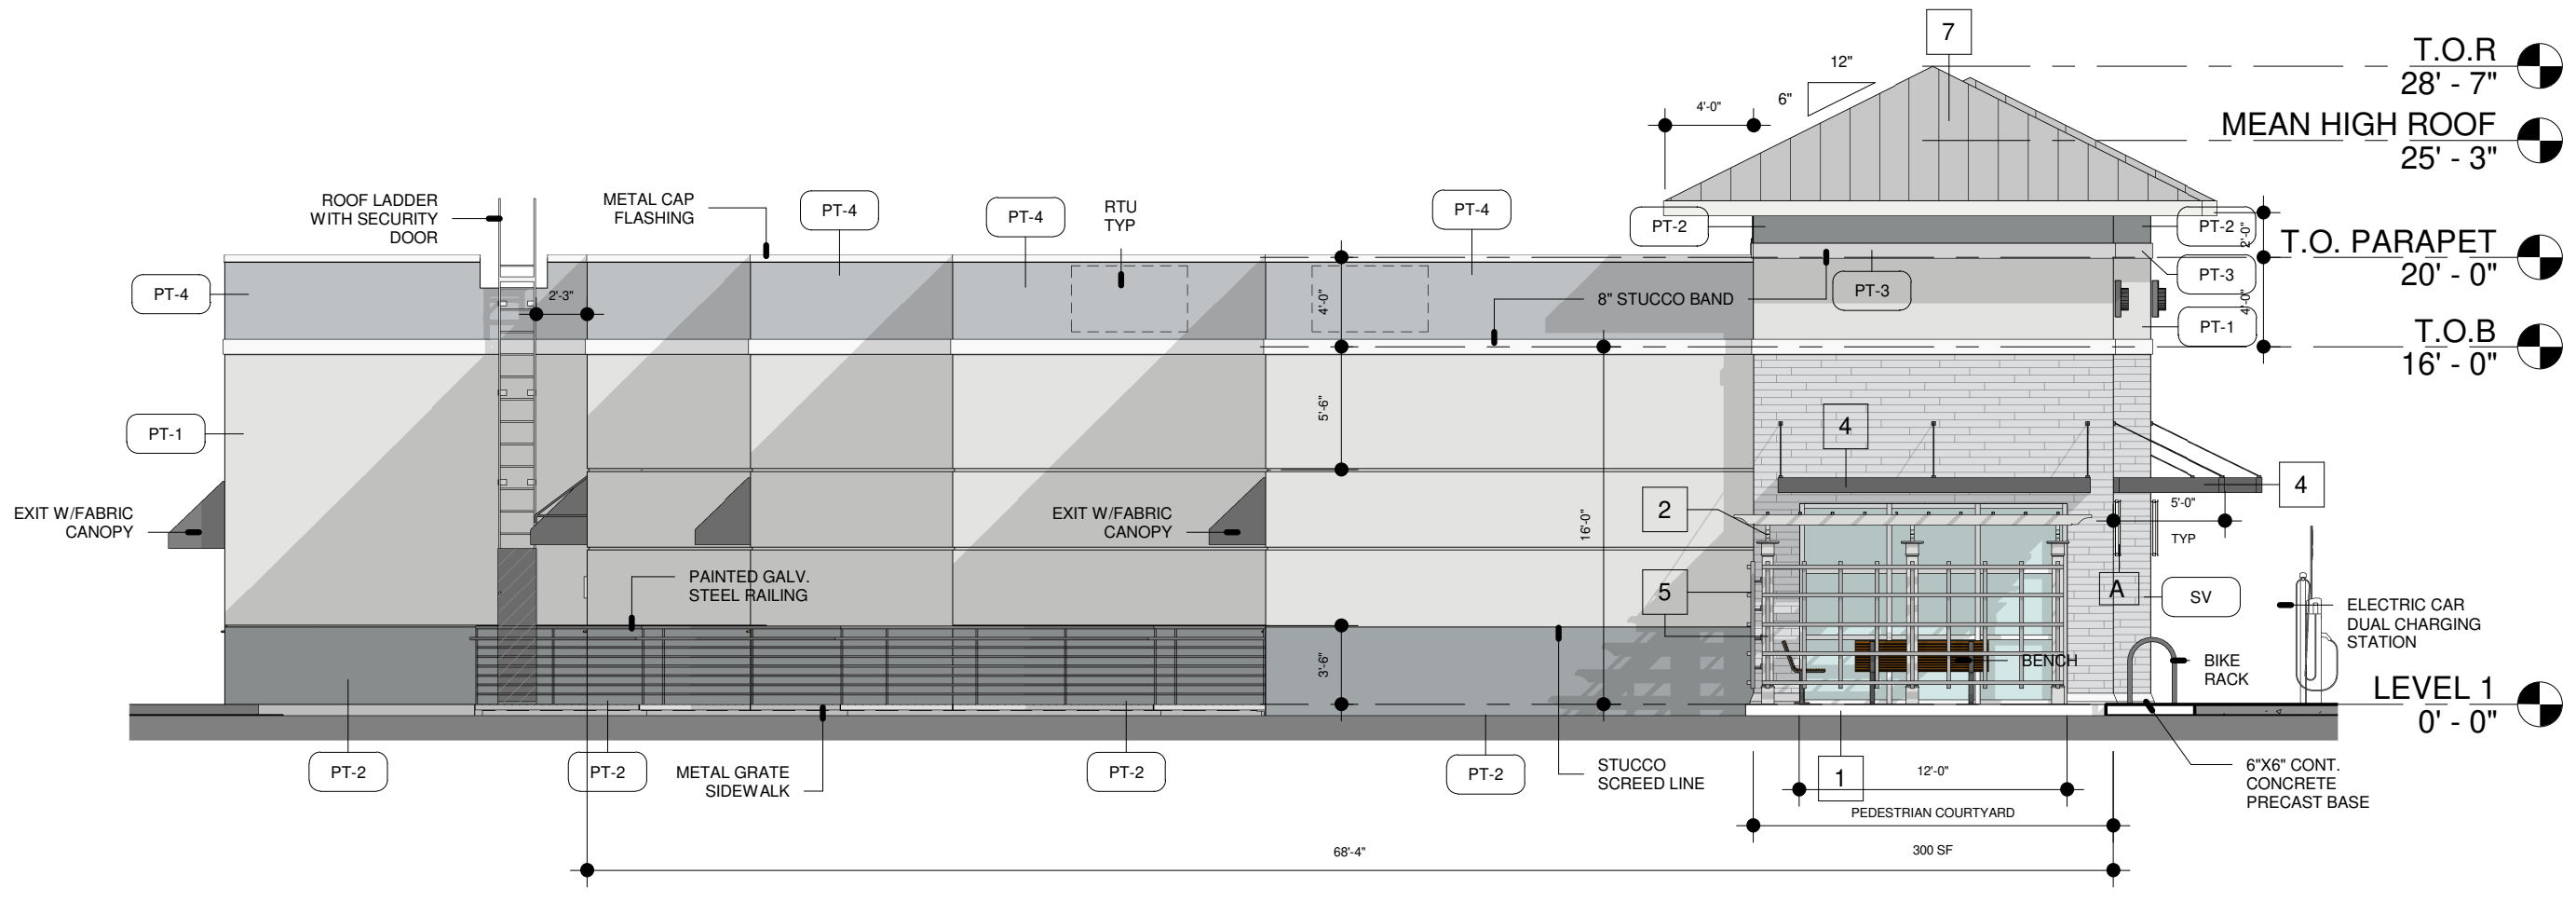 7
12"
6"
4'-0"
T.O.R
28' - 7"
MEAN HIGH ROOF
25' - 3"
ROOF LADDER
WITH SECURITY
DOOR
METAL CAP
FLASHING
PT-4
PT-4
RTU
TYP
PT-4
PT-2
PT-2
2'-0"
T.O. PARAPET
20' - 0"
PT-4
2'-3"
4'-0"
8" STUCCO BAND
PT-3
PT-3
4'-0"
PT-1
T.O.B
16' - 0"
PT-1
5'-6"
4
4
EXIT W/FABRIC
CANOPY
EXIT W/FABRIC
CANOPY
16'-0"
2
5'-0"
TYP
PAINTED GALV.
STEEL RAILING
5
A
SV
ELECTRIC CAR
DUAL CHARGING
STATION
3'-6"
BENCH
BIKE
RACK
LEVEL 1
0' - 0"
PT-2
PT-2
METAL GRATE
SIDEWALK
PT-2
PT-2
STUCCO
SCREED LINE
1
12'-0"
6"X6" CONT.
CONCRETE
PRECAST BASE
PEDESTRIAN COURTYARD
68'-4"
300 SF